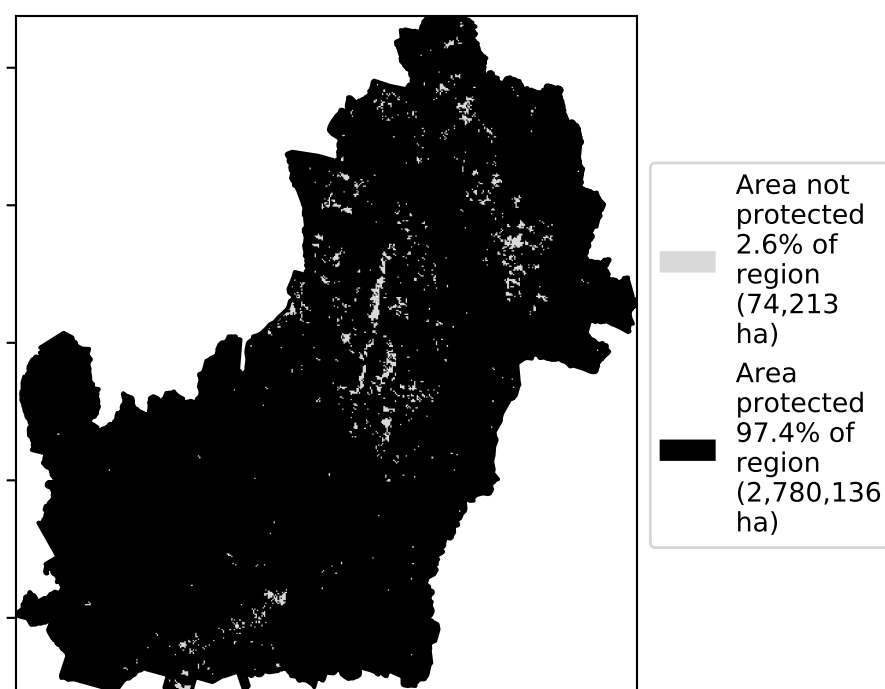 Area not
protected
2.6% of
region
(74,213
ha)
Area
protected
97.4% of
region
(2,780,136
ha)